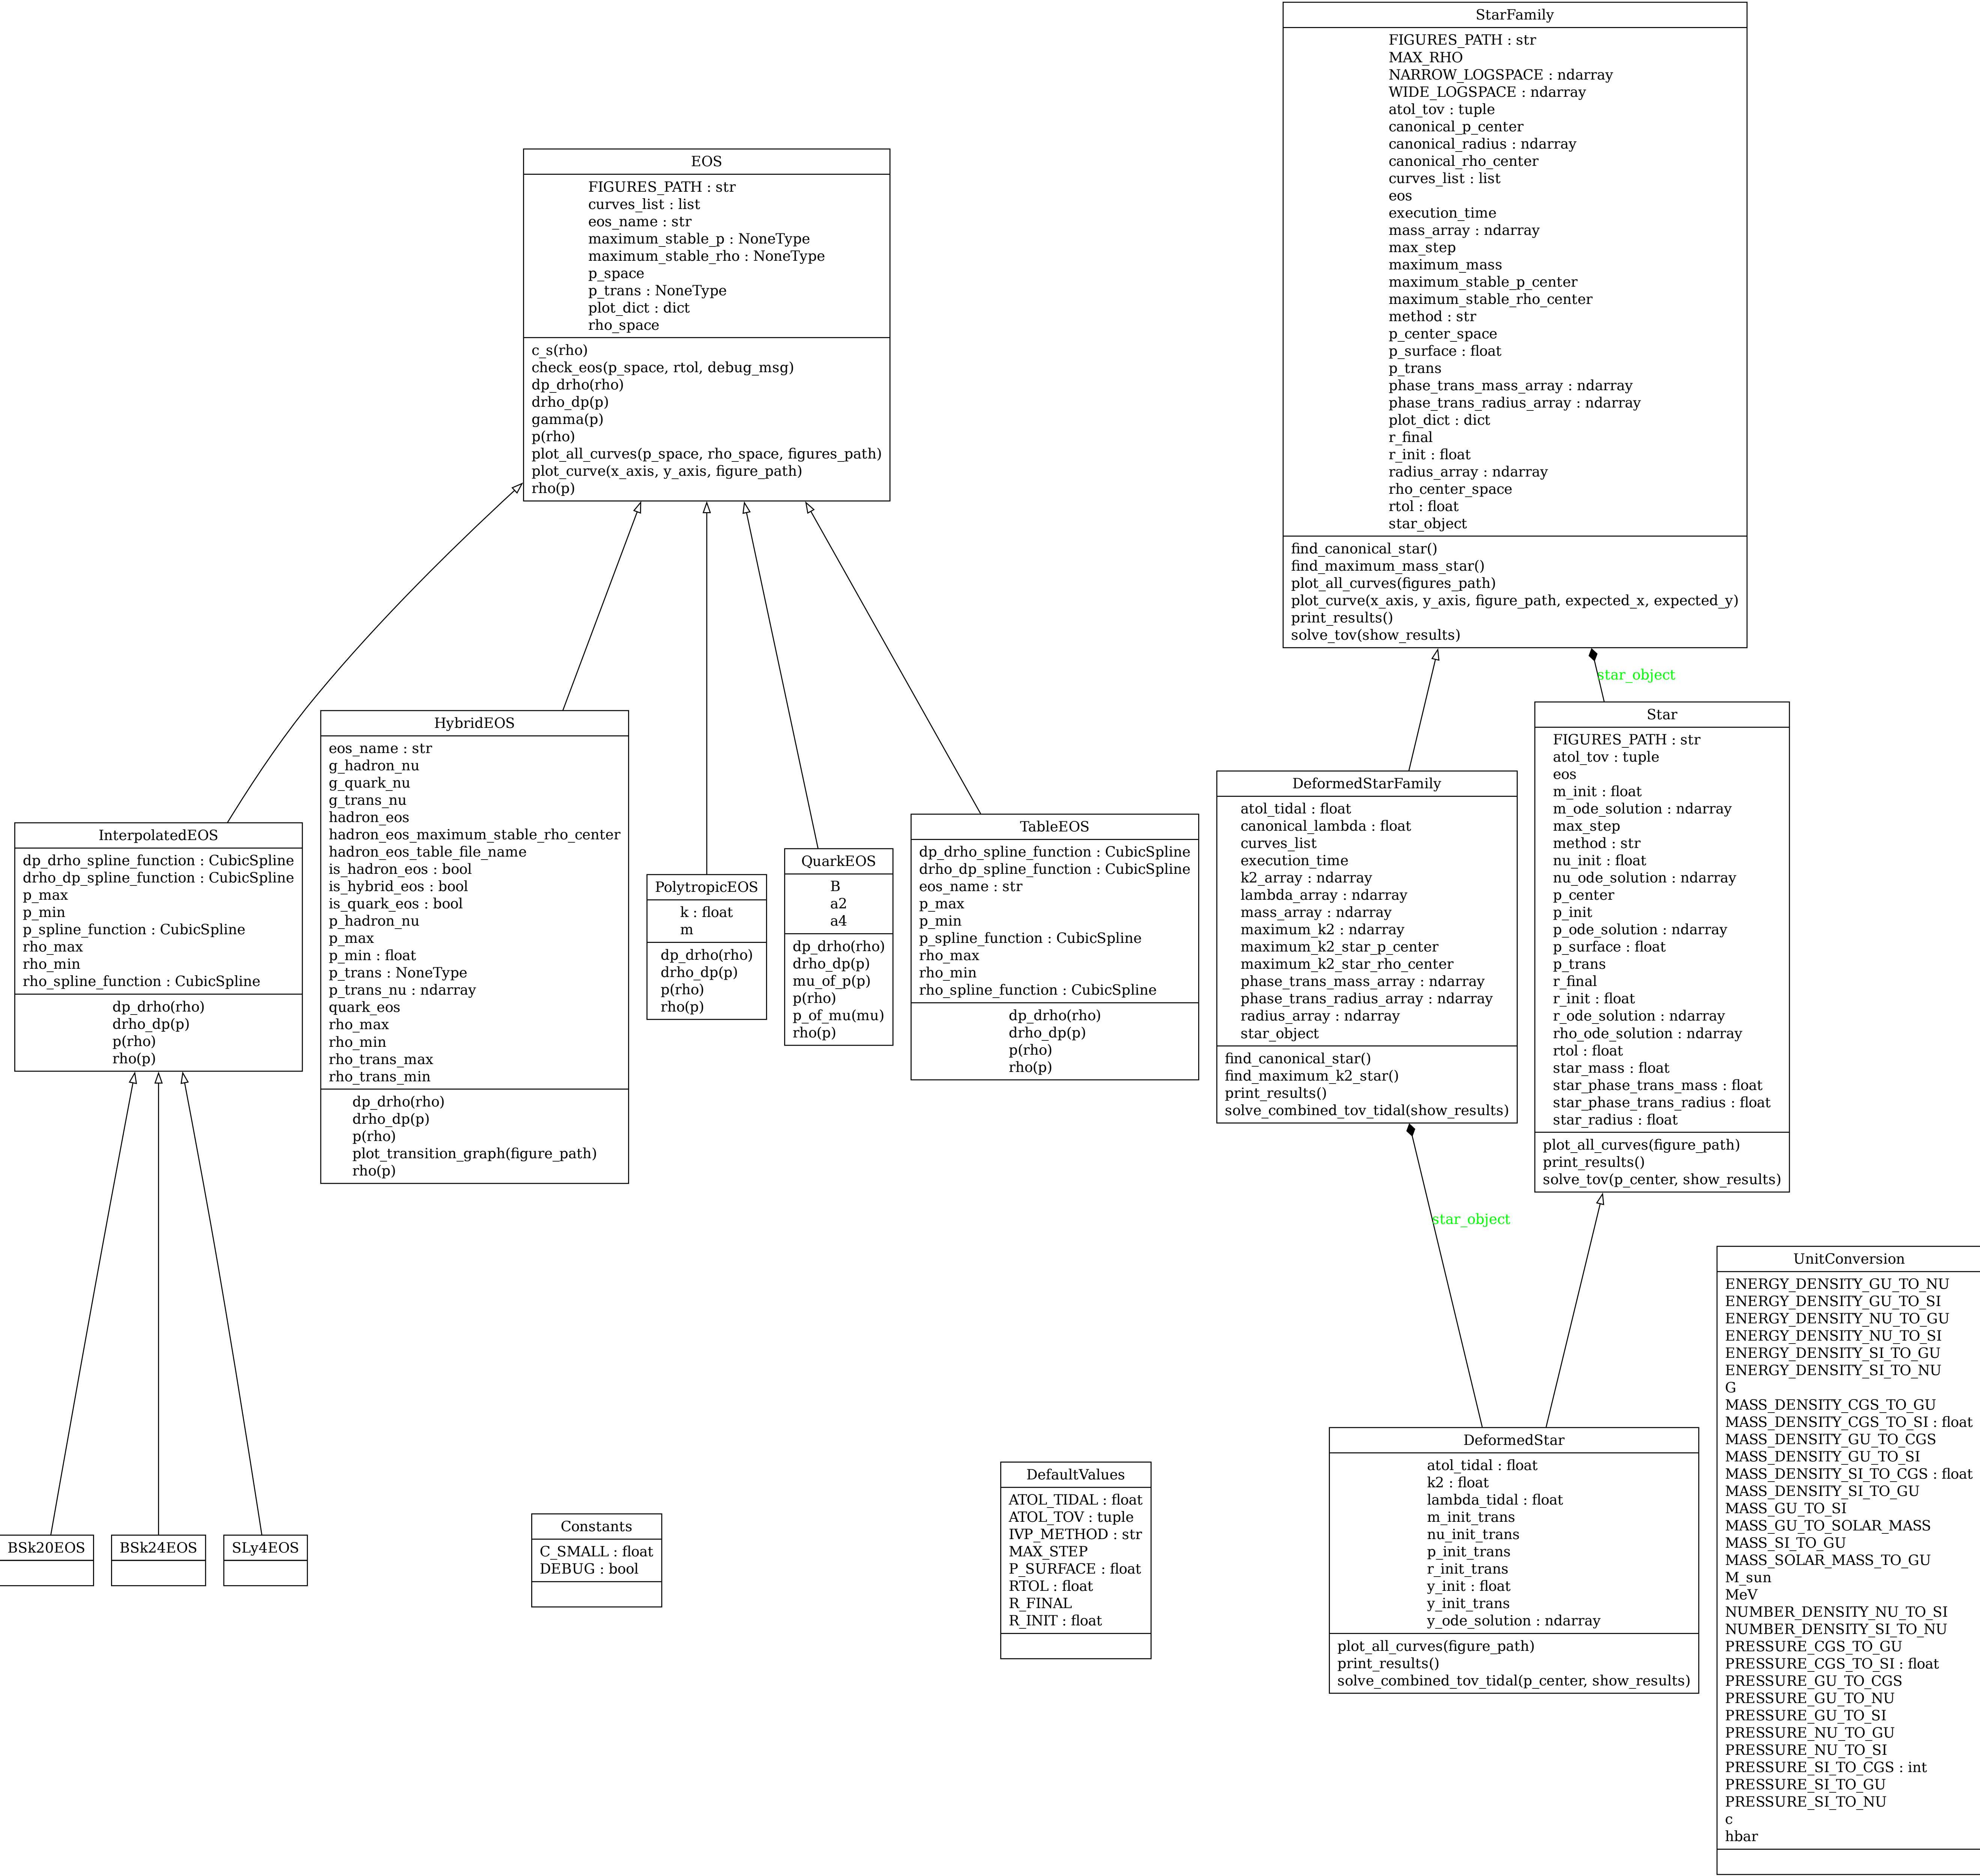 StarFamily
FIGURES_PATH : str
MAX_RHO
NARROW_LOGSPACE : ndarray
WIDE_LOGSPACE : ndarray
atol_tov : tuple
canonical_p_center
canonical_radius : ndarray
canonical_rho_center
curves_list : list
eos
execution_time
mass_array : ndarray
max_step
maximum_mass
maximum_stable_p_center
maximum_stable_rho_center
method : str
p_center_space
p_surface : float
p_trans
phase_trans_mass_array : ndarray
phase_trans_radius_array : ndarray
plot_dict : dict
r_final
r_init : float
radius_array : ndarray
rho_center_space
rtol : float
star_object
find_canonical_star()
find_maximum_mass_star()
plot_all_curves(figures_path)
plot_curve(x_axis, y_axis, figure_path, expected_x, expected_y)
print_results()
solve_tov(show_results)
EOS
FIGURES_PATH : str
curves_list : list
eos_name : str
maximum_stable_p : NoneType
maximum_stable_rho : NoneType
p_space
p_trans : NoneType
plot_dict : dict
rho_space
c_s(rho)
check_eos(p_space, rtol, debug_msg)
dp_drho(rho)
drho_dp(p)
gamma(p)
p(rho)
plot_all_curves(p_space, rho_space, figures_path)
plot_curve(x_axis, y_axis, figure_path)
rho(p)
star_object
InterpolatedEOS
dp_drho_spline_function : CubicSpline
drho_dp_spline_function : CubicSpline
p_max
p_min
p_spline_function : CubicSpline
rho_max
rho_min
rho_spline_function : CubicSpline
dp_drho(rho)
drho_dp(p)
p(rho)
rho(p)
HybridEOS
eos_name : str
g_hadron_nu
g_quark_nu
g_trans_nu
hadron_eos
hadron_eos_maximum_stable_rho_center
hadron_eos_table_file_name
is_hadron_eos : bool
is_hybrid_eos : bool
is_quark_eos : bool
p_hadron_nu
p_max
p_min : float
p_trans : NoneType
p_trans_nu : ndarray
quark_eos
rho_max
rho_min
rho_trans_max
rho_trans_min
dp_drho(rho)
drho_dp(p)
p(rho)
plot_transition_graph(figure_path)
rho(p)
PolytropicEOS
k : float
m
dp_drho(rho)
drho_dp(p)
p(rho)
rho(p)
QuarkEOS
B
a2
a4
dp_drho(rho)
drho_dp(p)
mu_of_p(p)
p(rho)
p_of_mu(mu)
rho(p)
TableEOS
dp_drho_spline_function : CubicSpline
drho_dp_spline_function : CubicSpline
eos_name : str
p_max
p_min
p_spline_function : CubicSpline
rho_max
rho_min
rho_spline_function : CubicSpline
dp_drho(rho)
drho_dp(p)
p(rho)
rho(p)
DeformedStarFamily
atol_tidal : float
canonical_lambda : float
curves_list
execution_time
k2_array : ndarray
lambda_array : ndarray
mass_array : ndarray
maximum_k2 : ndarray
maximum_k2_star_p_center
maximum_k2_star_rho_center
phase_trans_mass_array : ndarray
phase_trans_radius_array : ndarray
radius_array : ndarray
star_object
find_canonical_star()
find_maximum_k2_star()
print_results()
solve_combined_tov_tidal(show_results)
Star
FIGURES_PATH : str
atol_tov : tuple
eos
m_init : float
m_ode_solution : ndarray
max_step
method : str
nu_init : float
nu_ode_solution : ndarray
p_center
p_init
p_ode_solution : ndarray
p_surface : float
p_trans
r_final
r_init : float
r_ode_solution : ndarray
rho_ode_solution : ndarray
rtol : float
star_mass : float
star_phase_trans_mass : float
star_phase_trans_radius : float
star_radius : float
plot_all_curves(figure_path)
print_results()
solve_tov(p_center, show_results)
star_object
BSk20EOS
BSk24EOS
SLy4EOS
Constants
C_SMALL : float
DEBUG : bool
DefaultValues
ATOL_TIDAL : float
ATOL_TOV : tuple
IVP_METHOD : str
MAX_STEP
P_SURFACE : float
RTOL : float
R_FINAL
R_INIT : float
DeformedStar
atol_tidal : float
k2 : float
lambda_tidal : float
m_init_trans
nu_init_trans
p_init_trans
r_init_trans
y_init : float
y_init_trans
y_ode_solution : ndarray
plot_all_curves(figure_path)
print_results()
solve_combined_tov_tidal(p_center, show_results)
UnitConversion
ENERGY_DENSITY_GU_TO_NU
ENERGY_DENSITY_GU_TO_SI
ENERGY_DENSITY_NU_TO_GU
ENERGY_DENSITY_NU_TO_SI
ENERGY_DENSITY_SI_TO_GU
ENERGY_DENSITY_SI_TO_NU
G
MASS_DENSITY_CGS_TO_GU
MASS_DENSITY_CGS_TO_SI : float
MASS_DENSITY_GU_TO_CGS
MASS_DENSITY_GU_TO_SI
MASS_DENSITY_SI_TO_CGS : float
MASS_DENSITY_SI_TO_GU
MASS_GU_TO_SI
MASS_GU_TO_SOLAR_MASS
MASS_SI_TO_GU
MASS_SOLAR_MASS_TO_GU
M_sun
MeV
NUMBER_DENSITY_NU_TO_SI
NUMBER_DENSITY_SI_TO_NU
PRESSURE_CGS_TO_GU
PRESSURE_CGS_TO_SI : float
PRESSURE_GU_TO_CGS
PRESSURE_GU_TO_NU
PRESSURE_GU_TO_SI
PRESSURE_NU_TO_GU
PRESSURE_NU_TO_SI
PRESSURE_SI_TO_CGS : int
PRESSURE_SI_TO_GU
PRESSURE_SI_TO_NU
c
hbar